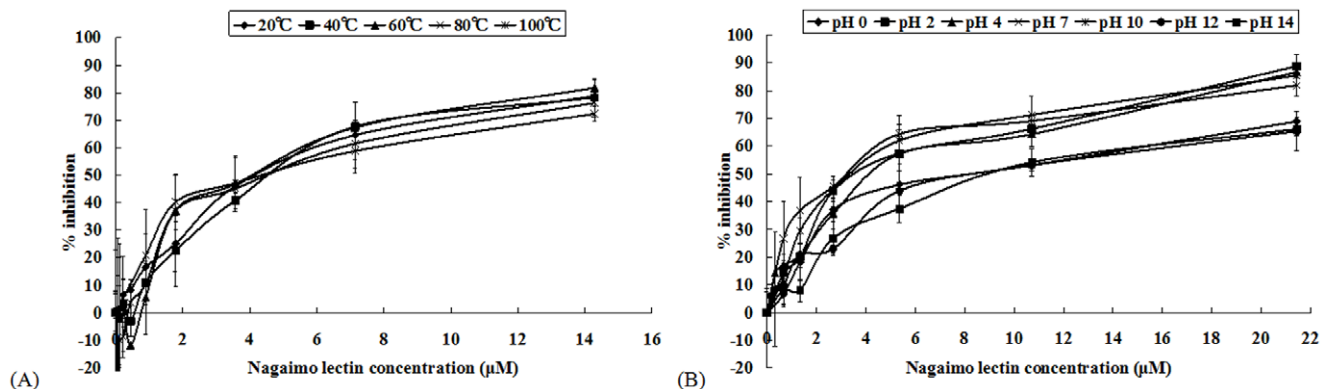 20℃ 40℃ 60℃ 80℃ 100℃
100
90
80
70
60
50
40
30
20
10
0
-10
-20
% inhibition
0 2 4 6 8 10 12 14 16
Nagaimo lectin concentration (µM)
(A)
pH 0 pH 2 pH 4 pH 7 pH 10 pH 12 pH 14
100
90
80
70
60
50
40
30
20
10
0
-10
-20
% inhibition
0 2 4 6 8 10 12 14 16 18 20 22
Nagaimo lectin concentration (µM)
(B)